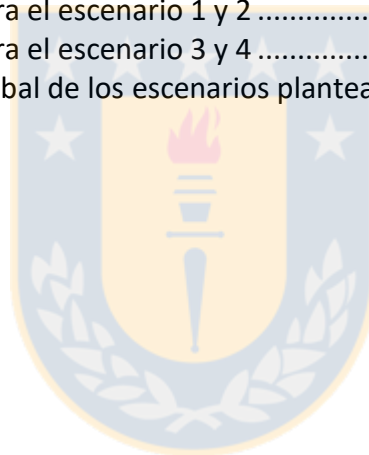 ra el escenario 1 y 2 ..............
ra el escenario 3 y 4 ..............
bal de los escenarios plantea